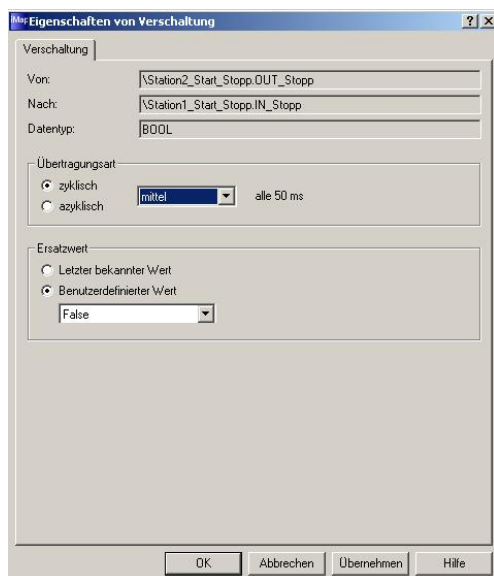 iMap Eigenschaften von Verschaltung
Verschaltung
Von: \Station2_Start_Stopp.OUT_Stopp
Nach: \Station1_Start_Stopp.IN_Stopp
Datentyp: BOOL
Übertragungsart
zyklisch mittel alle 50 ms
azyklisch
Ersatzwert
Letzter bekannter Wert
Benutzerdefinierter Wert
False
OK Abbrechen Übernehmen Hilfe